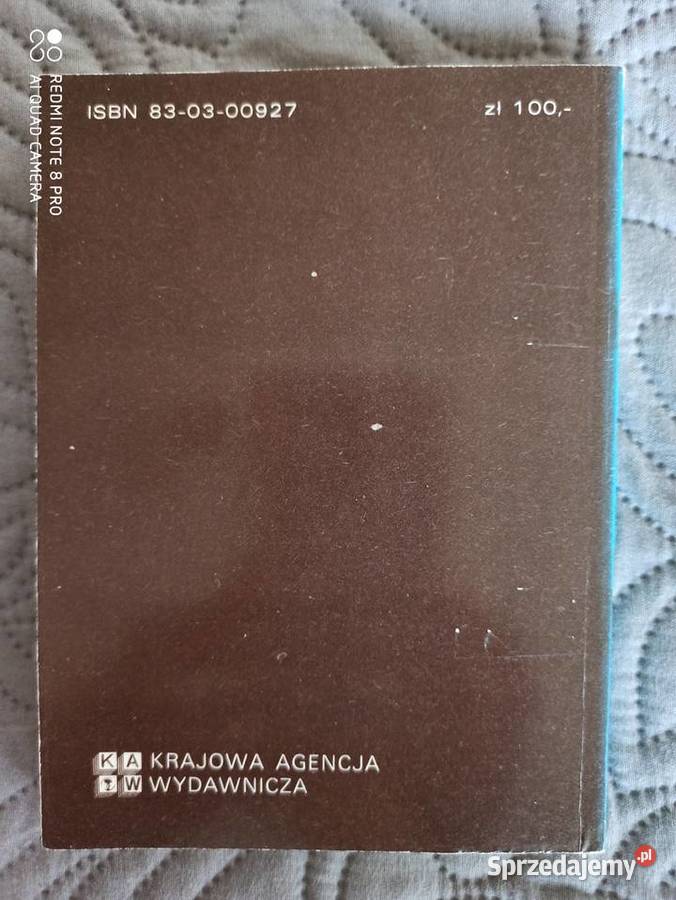 REDMI NOTE 8 PRO
AI QUAD CAMERA
ISBN 83-03-00927
zł 100,-
KA
W
KRAJOWA AGENCJA
WYDAWNICZA
Sprzedajemy.pl